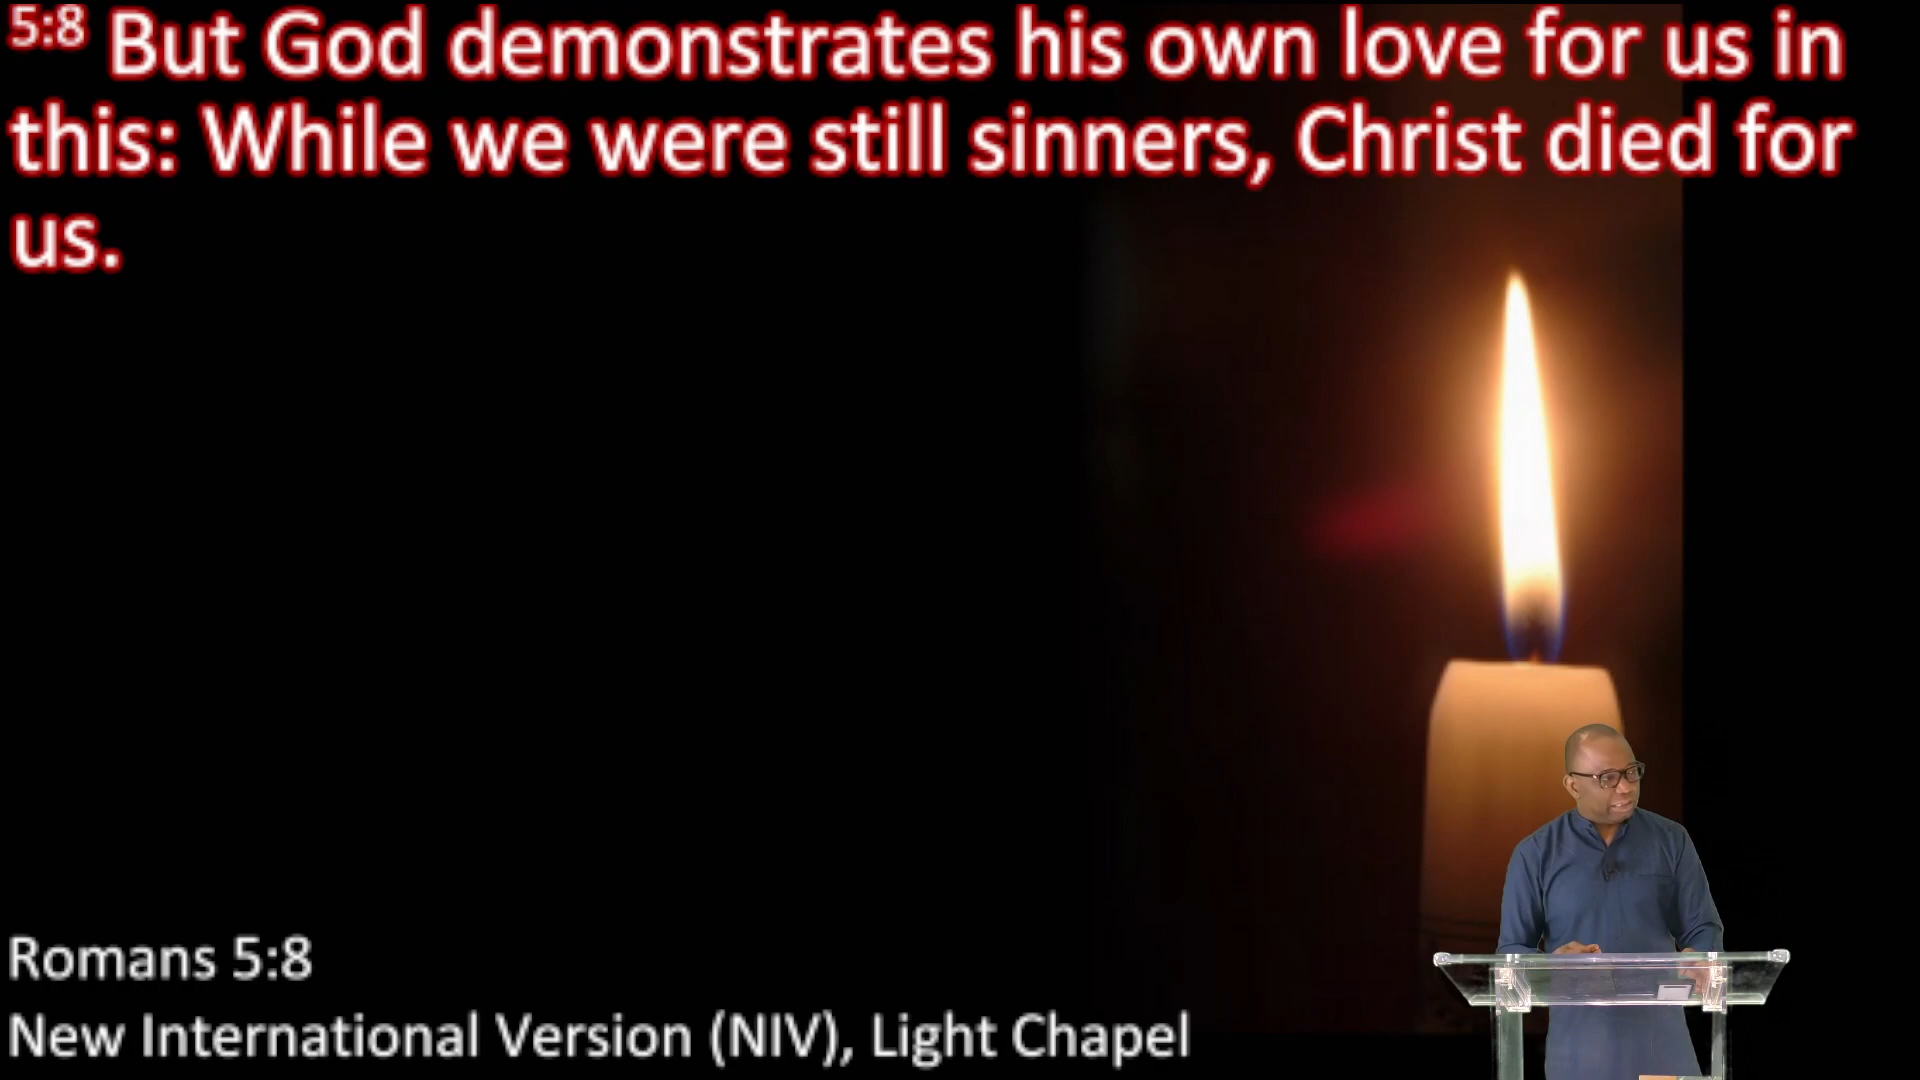 5:8 But God demonstrates his own love for us in
this: While we were still sinners, Christ died for
us.
Romans 5:8
New International Version (NIV), Light Chapel